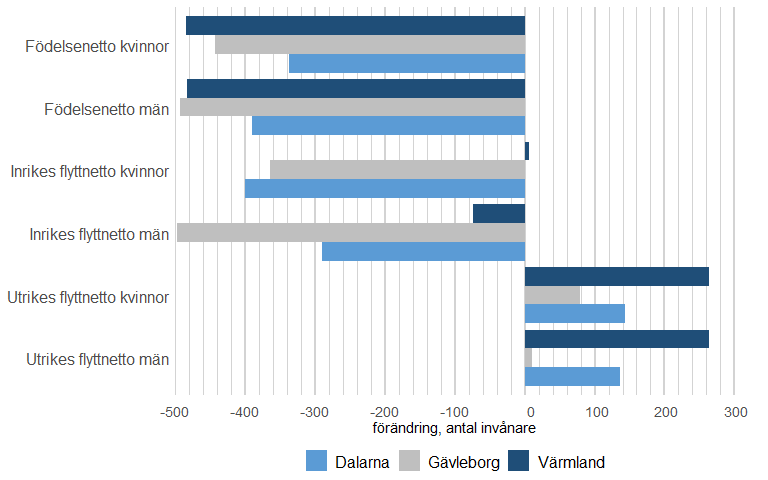 Födelsenetto kvinnor
Födelsenetto män
Inrikes flyttnetto kvinnor
Inrikes flyttnetto män
Utrikes flyttnetto kvinnor
Utrikes flyttnetto män
-500 -400 -300 -200 -100 0 100 200 300
förändring, antal invånare
Dalarna Gävleborg Värmland